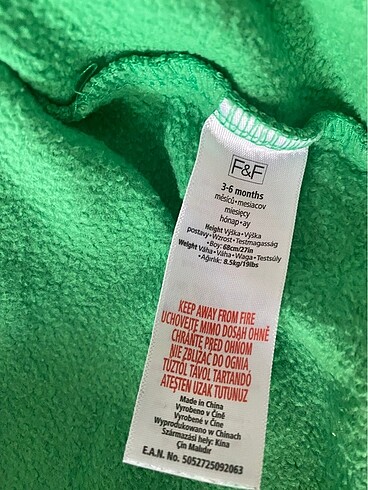 F&F
3-6 months
měsíců • mesiacov
miesięcy
hónap • ay
Height Výška • Výška
postavy • Wzrost • Testmagasság
• Boy: 68cm/27in
Weight Váha • Váha • Waga • Testsúly
• Ağırlık: 8.5kg/19lbs
KEEP AWAY FROM FIRE
UCHOVEJTE MIMO DOSAH OHNĚ
CHRÁŇTE PRED OHNOM
NIE ZBLIŻAĆ DO OGNIA
TŰZTŐL TÁVOL TARTANDÓ
ATEŞTEN UZAK TUTUNUZ
Made in China
Vyrobeno v Číně
Vyrobené v Číne
Wyprodukowano w Chinach
Származási hely: Kína
Çin Malıdır
E.A.N. No. 5052725092063